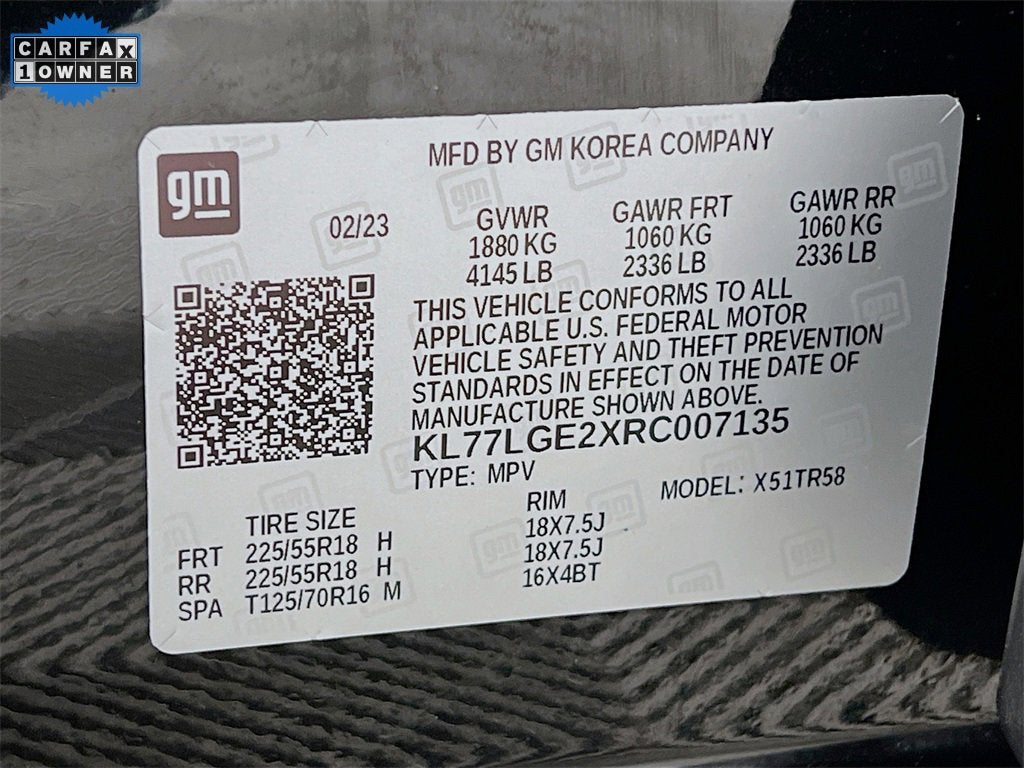 CARFAX
1 OWNER
gm
MFD BY GM KOREA COMPANY
02/23
GVWR
1880 KG
4145 LB
GAWR FRT
1060 KG
2336 LB
GAWR RR
1060 KG
2336 LB
THIS VEHICLE CONFORMS TO ALL
APPLICABLE U.S. FEDERAL MOTOR
VEHICLE SAFETY AND THEFT PREVENTION
STANDARDS IN EFFECT ON THE DATE OF
MANUFACTURE SHOWN ABOVE.
KL77LGE2XRC007135
TYPE: MPV
MODEL: X51TR58
TIRE SIZE RIM
FRT 225/55R18 H 18X7.5J
RR 225/55R18 H 18X7.5J
SPA T125/70R16 M 16X4BT